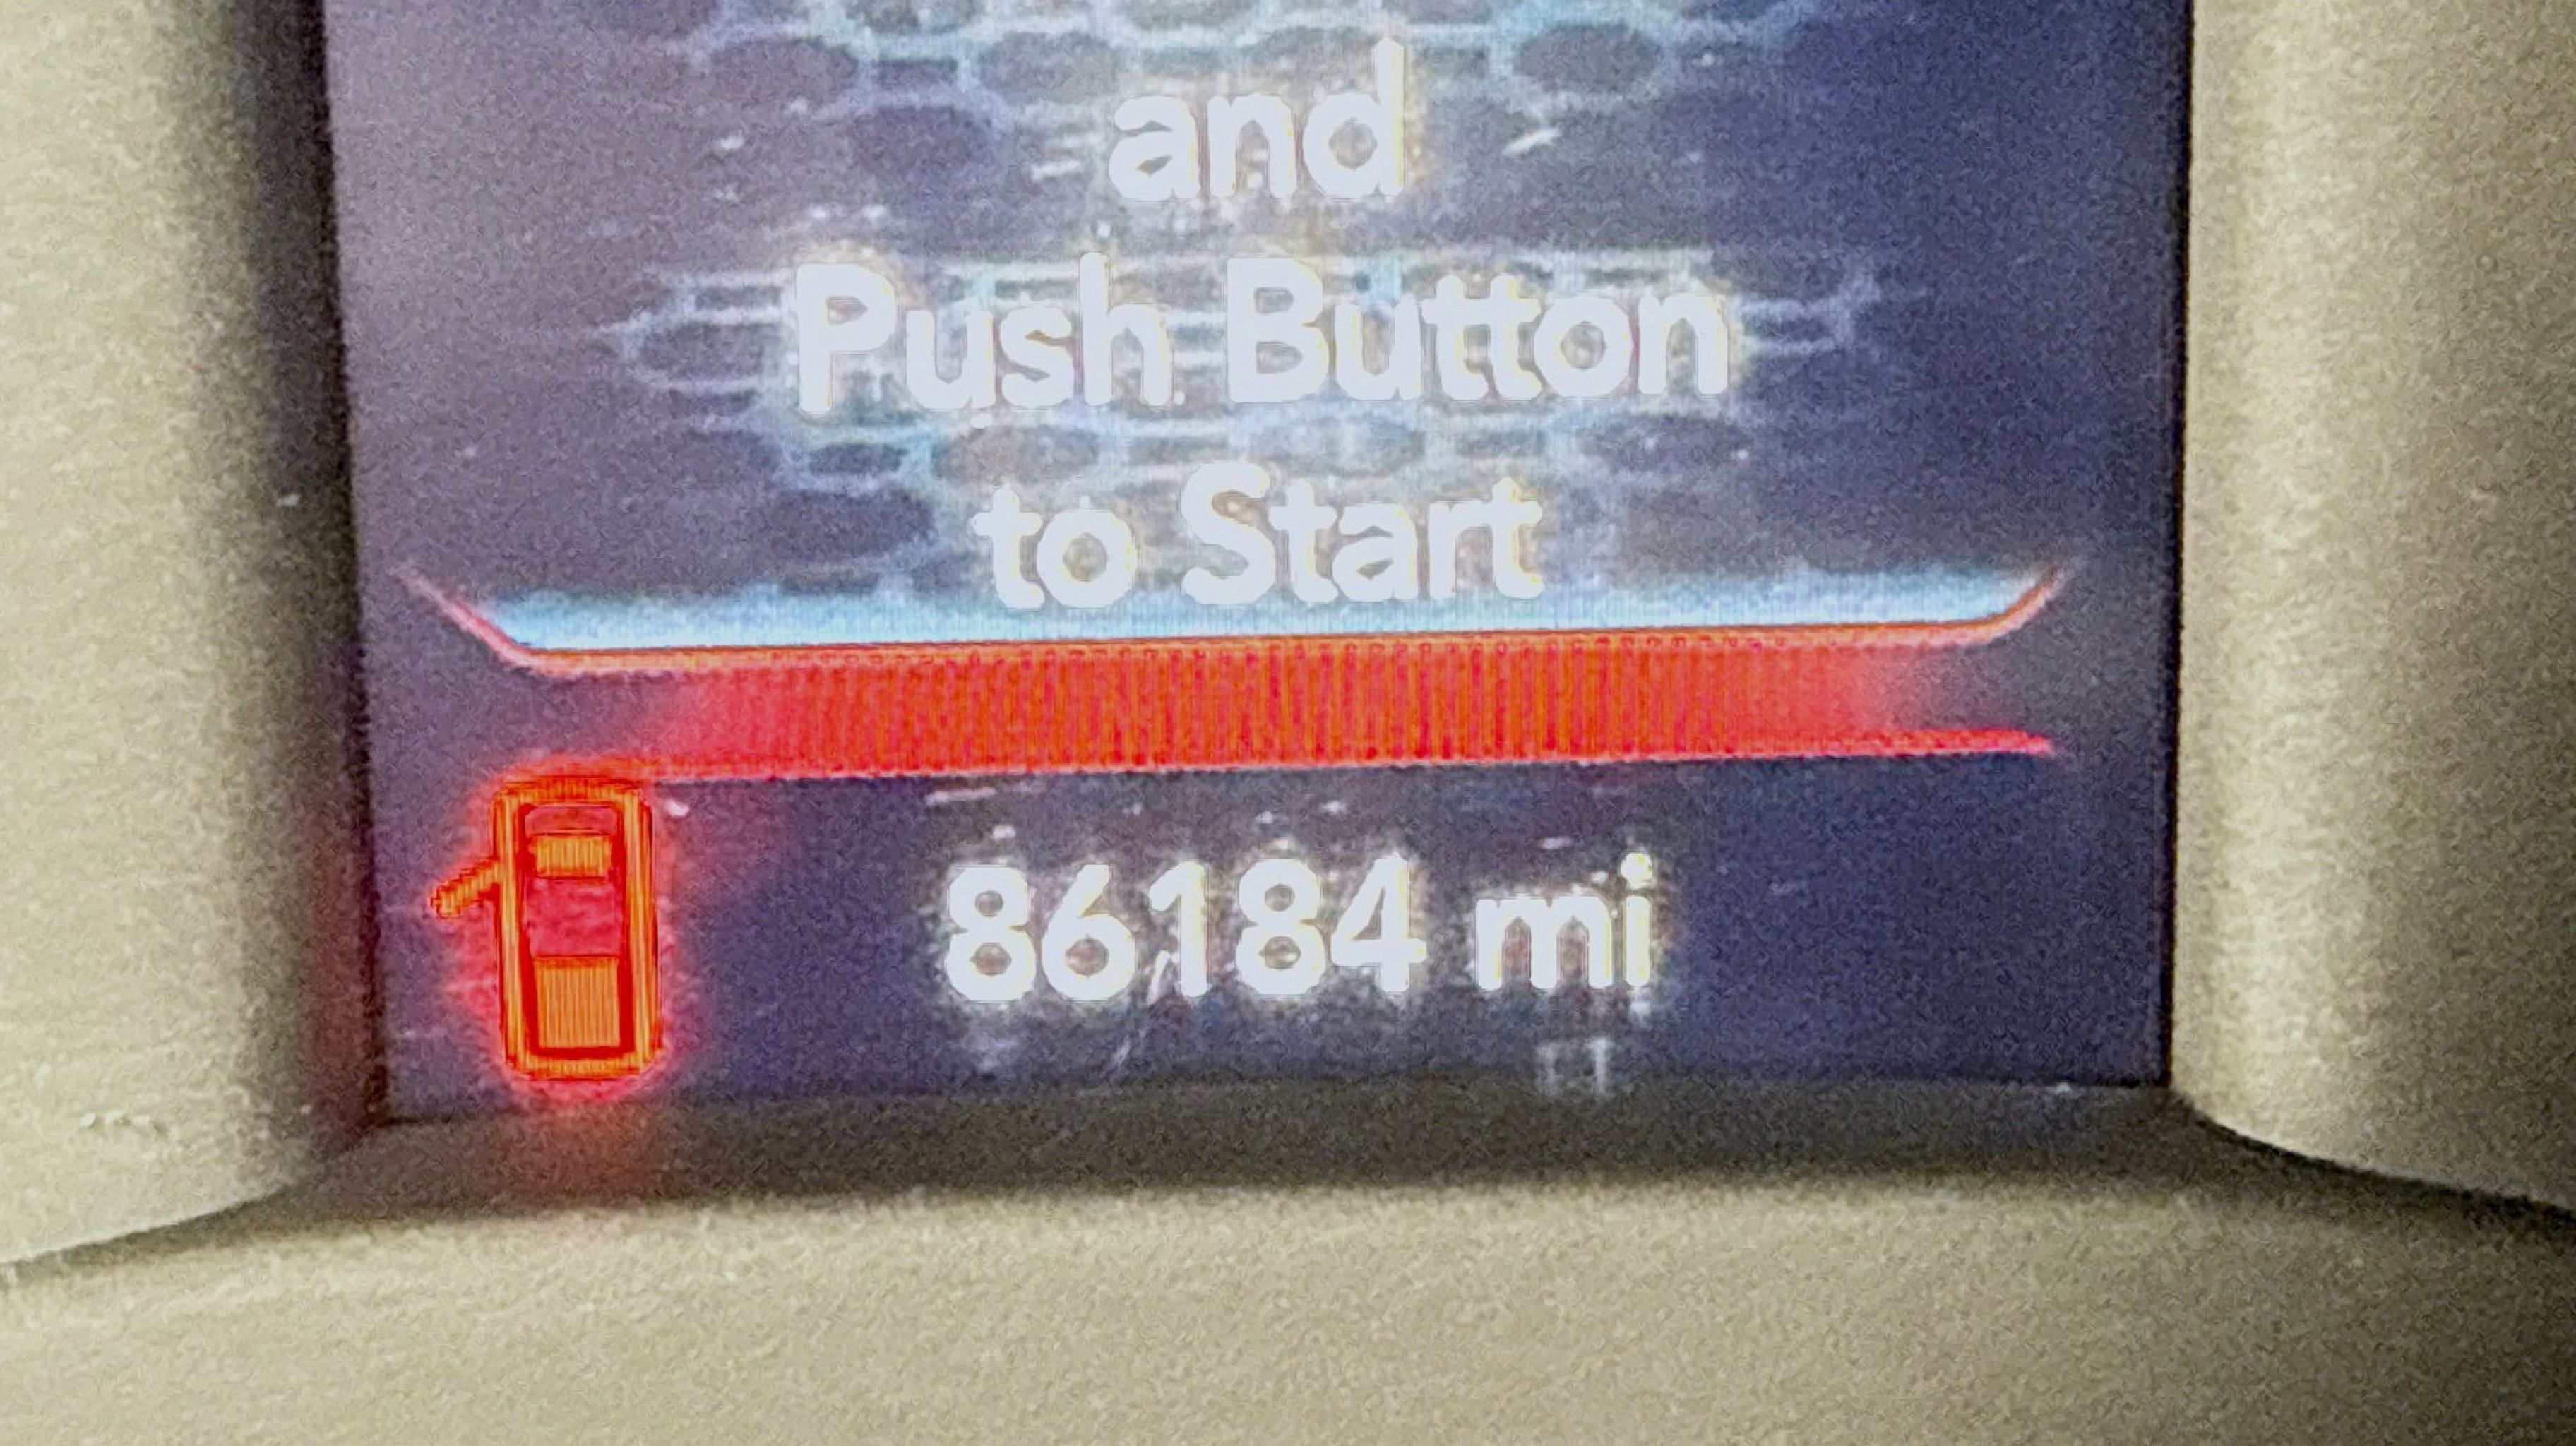 and
Push Button
to Start
86184 mi